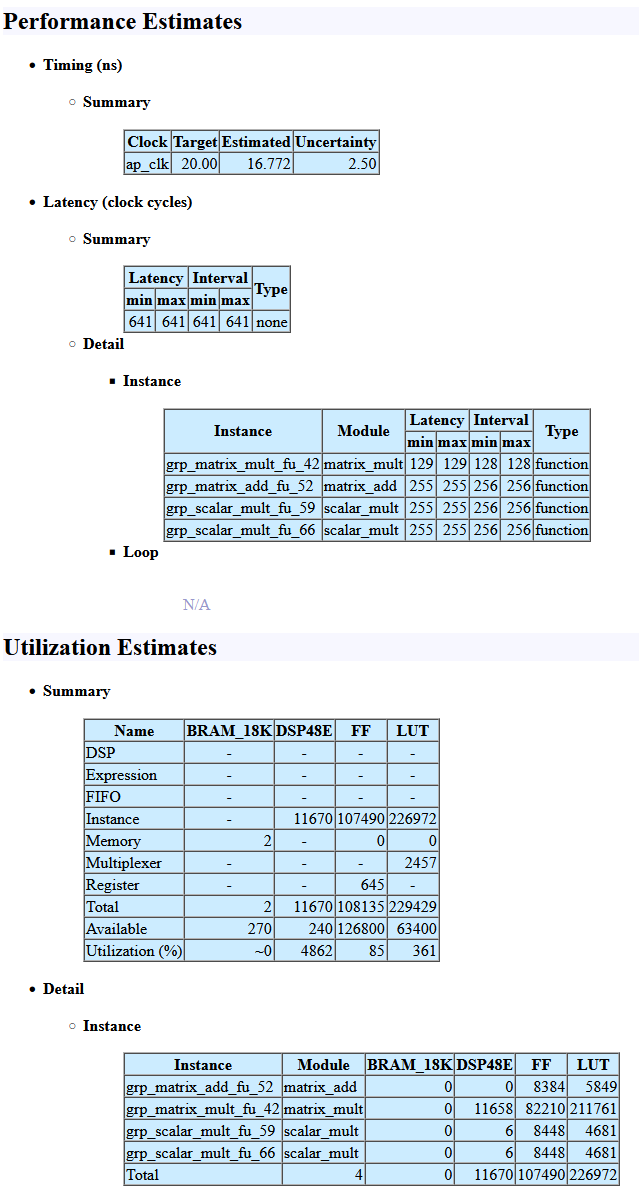 Performance Estimates
Timing (ns)
Summary
Clock Target Estimated Uncertainty
ap_clk 20.00 16.772 2.50
Latency (clock cycles)
Summary
Latency Interval Type
min max min max
641 641 641 641 none
Detail
Instance
Instance Module Latency Interval Type
min max min max
grp_matrix_mult_fu_42 matrix_mult 129 129 128 128 function
grp_matrix_add_fu_52 matrix_add 255 255 256 256 function
grp_scalar_mult_fu_59 scalar_mult 255 255 256 256 function
grp_scalar_mult_fu_66 scalar_mult 255 255 256 256 function
Loop
N/A
Utilization Estimates
Summary
Name BRAM_18K DSP48E FF LUT
DSP - - - -
Expression - - - -
FIFO - - - -
Instance - 11670 107490 226972
Memory 2 - 0 0
Multiplexer - - - 2457
Register - - 645 -
Total 2 11670 108135 229429
Available 270 240 126800 63400
Utilization (%) ~0 4862 85 361
Detail
Instance
Instance Module BRAM_18K DSP48E FF LUT
grp_matrix_add_fu_52 matrix_add 0 0 8384 5849
grp_matrix_mult_fu_42 matrix_mult 0 11658 82210 211761
grp_scalar_mult_fu_59 scalar_mult 0 6 8448 4681
grp_scalar_mult_fu_66 scalar_mult 0 6 8448 4681
Total 4 0 11670 107490 226972